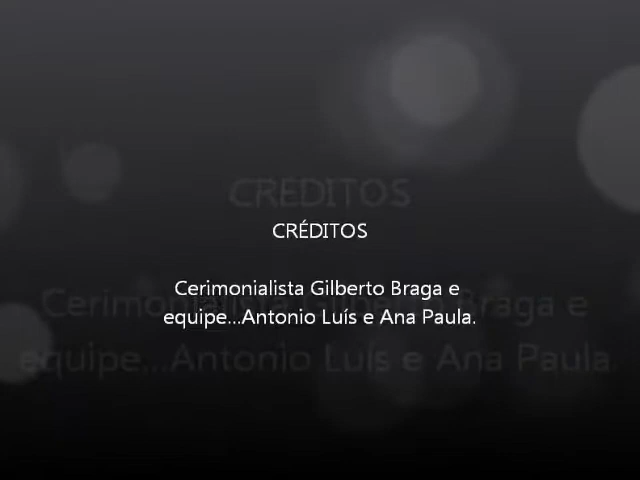 CRÉDITOS
Cerimonialista Gilberto Braga e
equipe...Antonio Luís e Ana Paula.